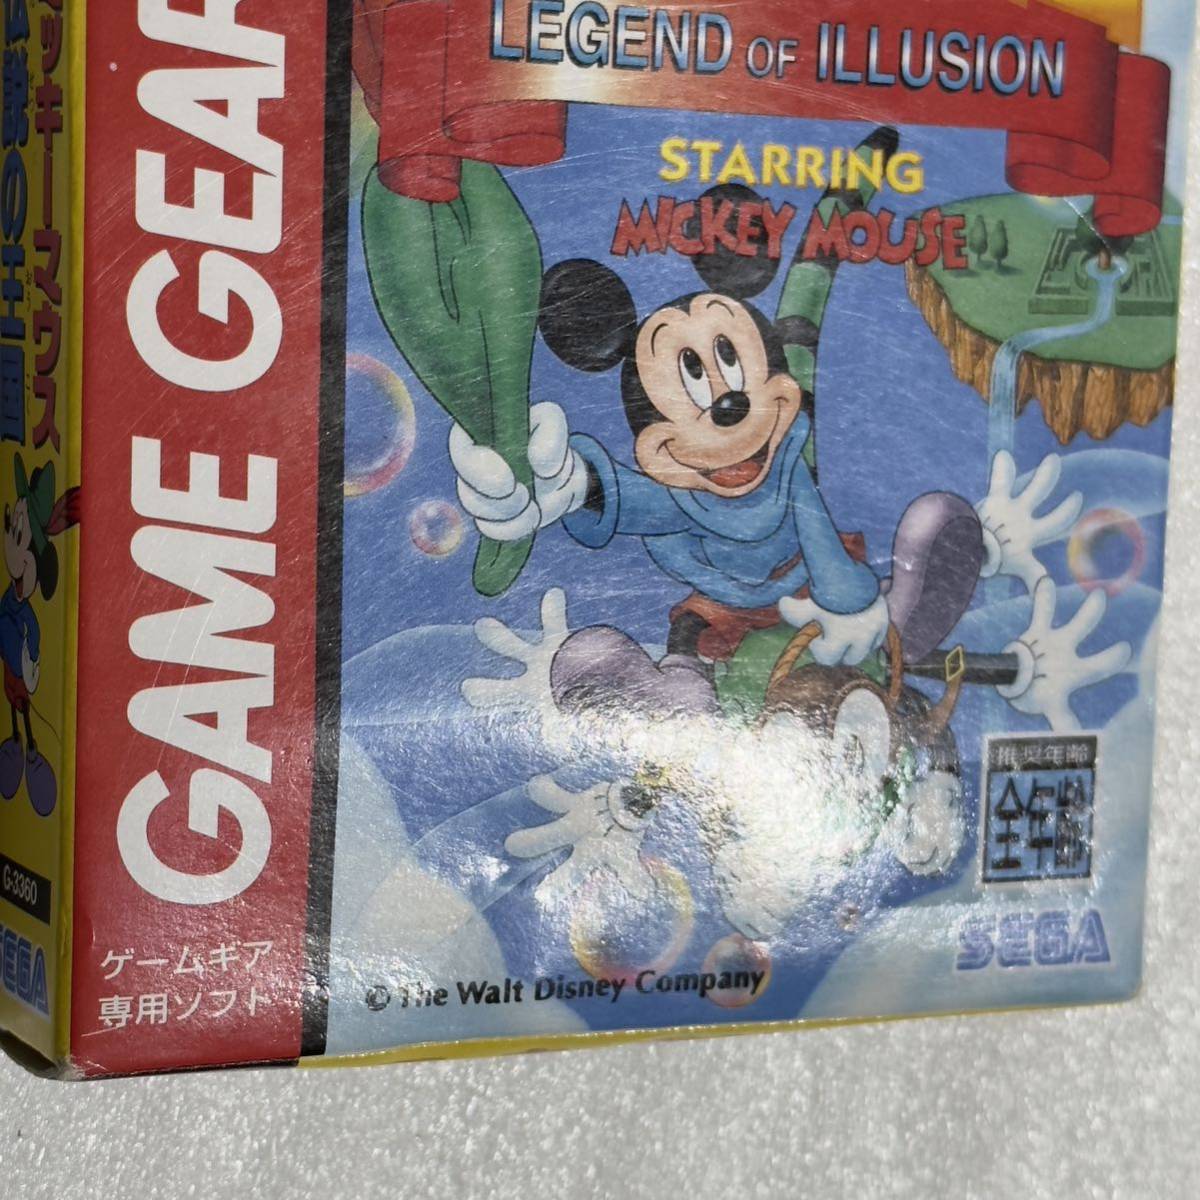 LEGEND OF ILLUSION
STARRING
MICKEY MOUSE
GAME GEAR
ゲームギア
専用ソフト
© The Walt Disney Company
推奨年齢
全年齢
SEGA
ッキーマウス
伝説の王国
G-3360
SEGA